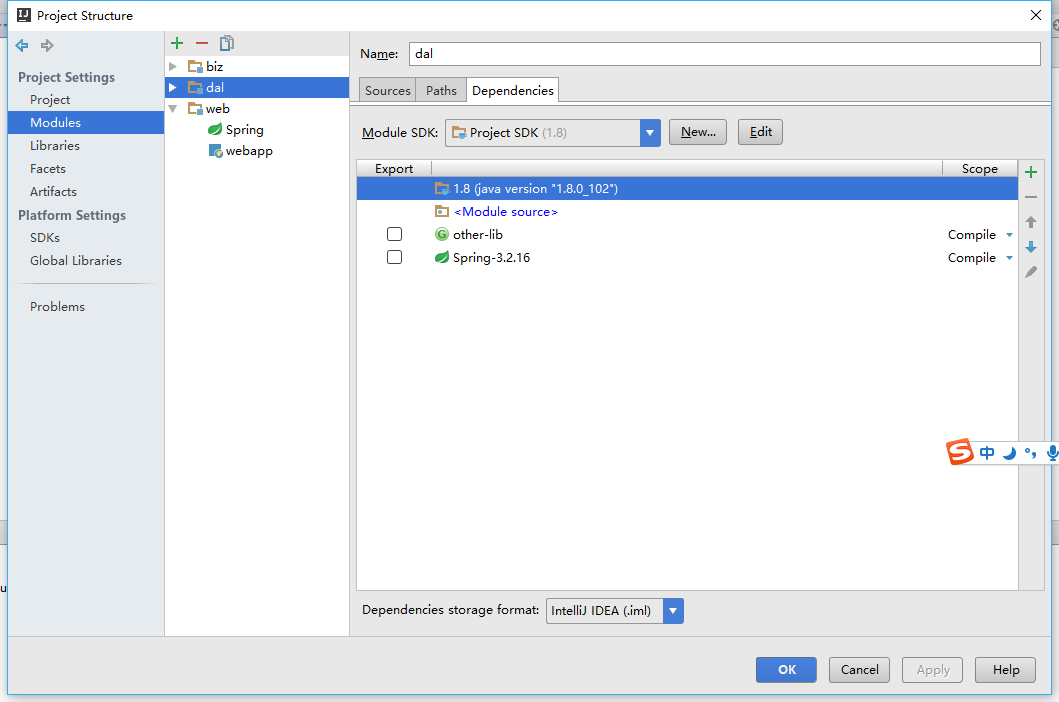 Project Structure
Project Settings
Project
Modules
Libraries
Facets
Artifacts
Platform Settings
SDKs
Global Libraries
Problems
biz
dal
web
Spring
webapp
Name: dal
Sources Paths Dependencies
Module SDK: Project SDK (1.8) New... Edit
Export Scope
1.8 (java version "1.8.0_102")
<Module source>
other-lib Compile
Spring-3.2.16 Compile
S 中
Dependencies storage format: IntelliJ IDEA (.iml)
OK Cancel Apply Help